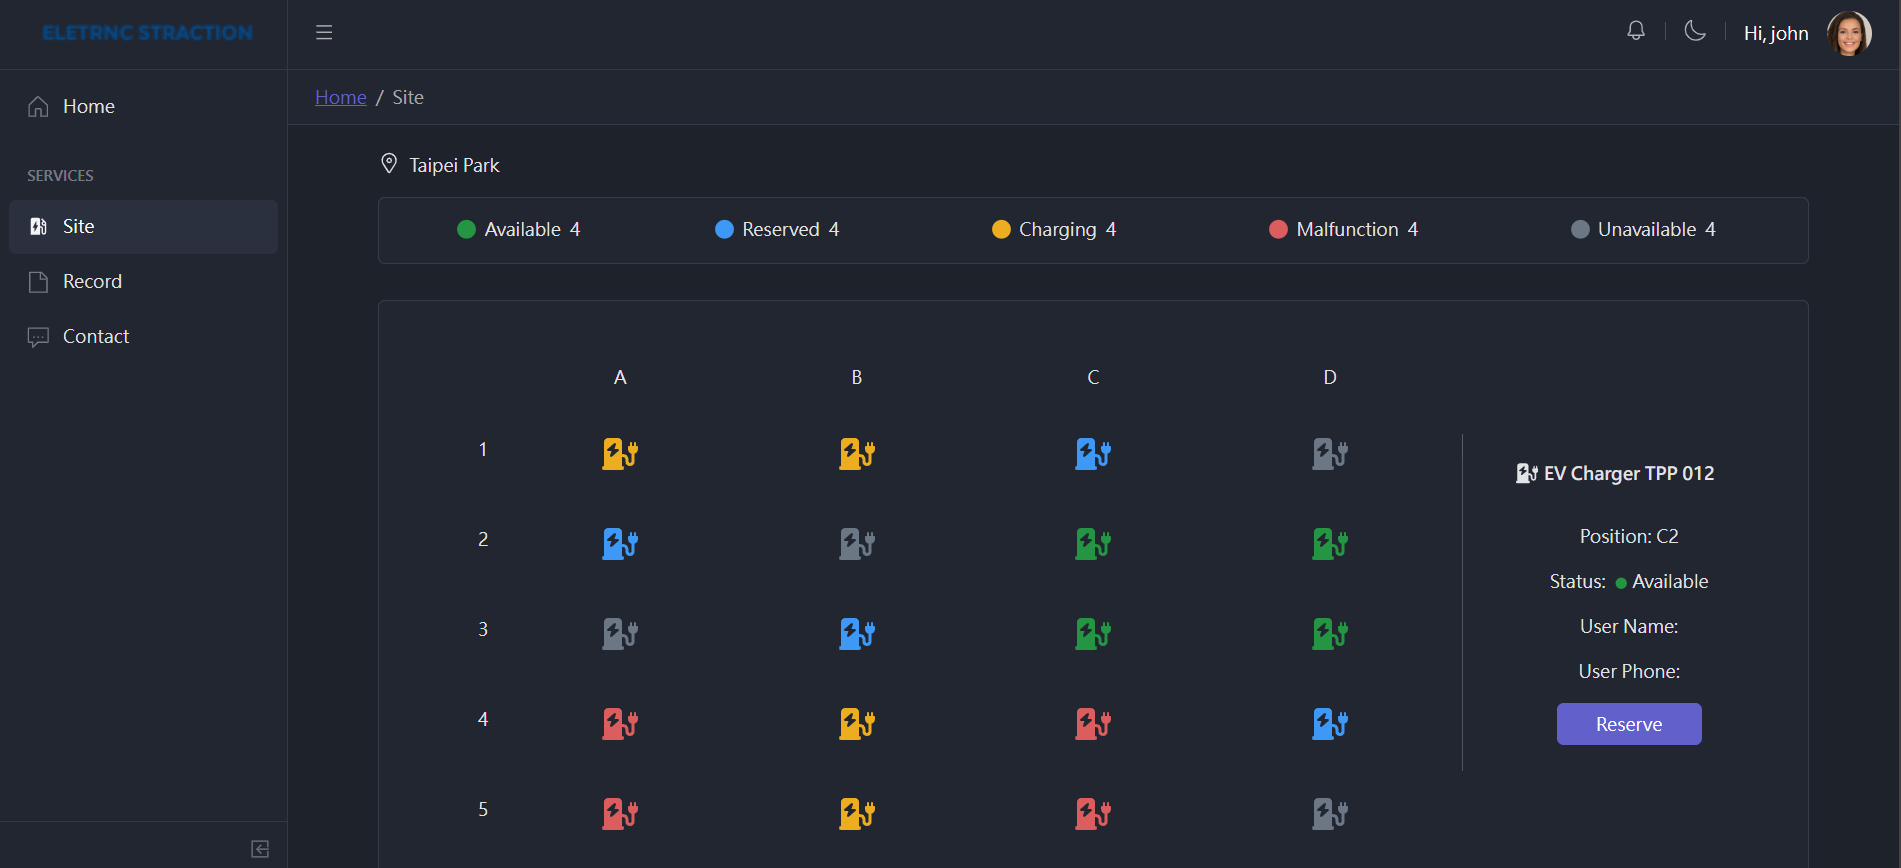 ELETRNC STRACTION
Hi, john
Home
Home / Site
SERVICES
Site
Record
Contact
Taipei Park
Available 4 Reserved 4 Charging 4 Malfunction 4 Unavailable 4
A B C D
1
EV Charger TPP 012
Position: C2
2
Status: Available
User Name:
3
User Phone:
4
Reserve
5